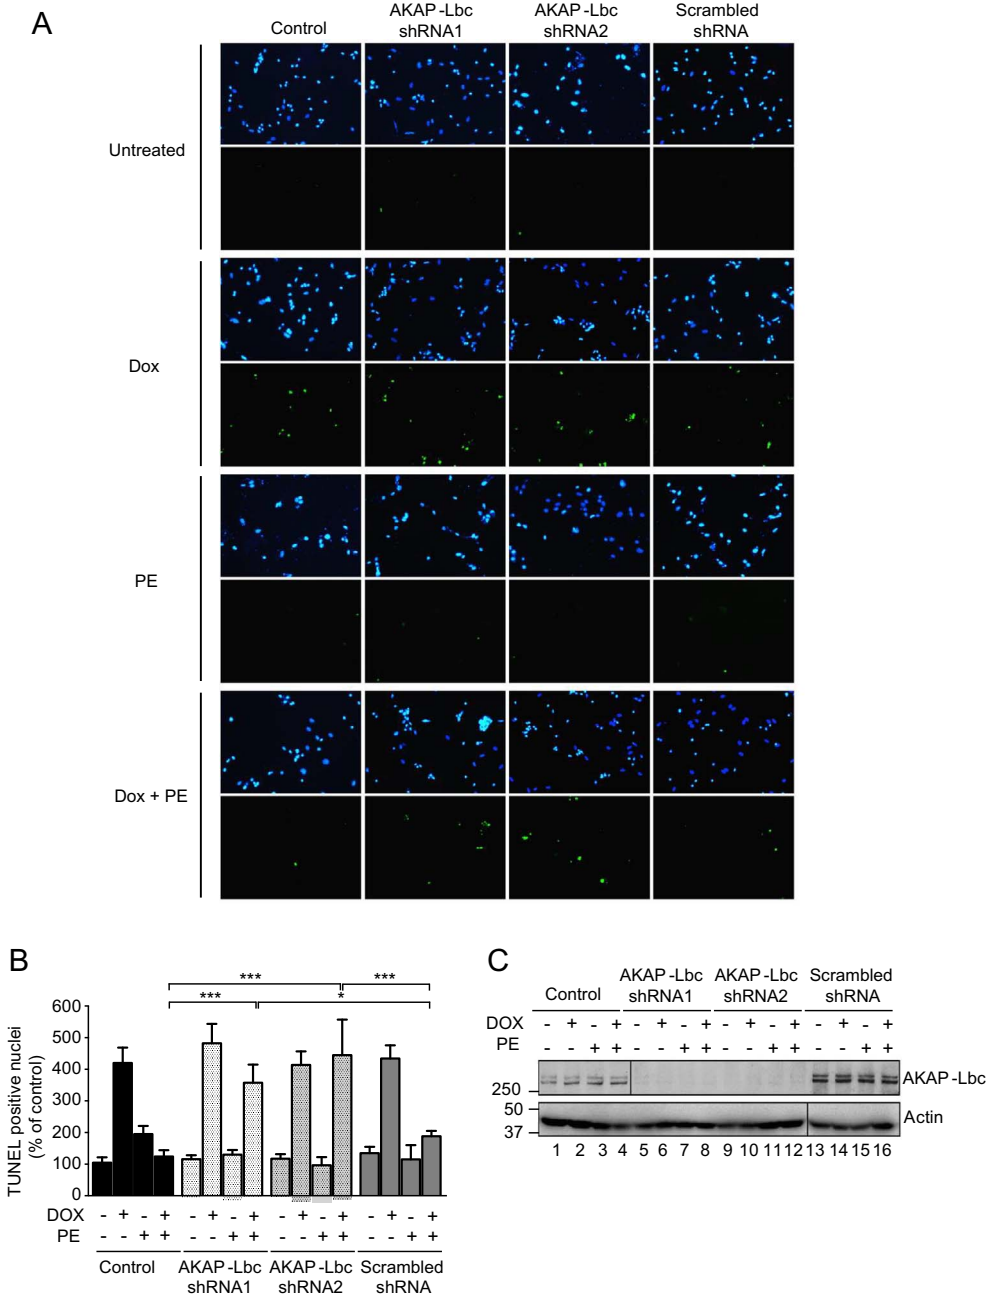 A
Control
AKAP-Lbc
shRNA1
AKAP-Lbc
shRNA2
Scrambled
shRNA
Untreated
Dox
PE
Dox + PE
B
*** ***
*** *
TUNEL positive nuclei
(% of control)
600
500
400
300
200
100
0
DOX - + - + - + - + - + - + - + - +
PE - - + + - - + + - - + + - - + +
Control
AKAP-Lbc
shRNA1
AKAP-Lbc
shRNA2
Scrambled
shRNA
C
Control
AKAP-Lbc
shRNA1
AKAP-Lbc
shRNA2
Scrambled
shRNA
DOX - + - + - + - + - + - + - + - +
PE - - + + - - + + - - + + - - + +
250
AKAP-Lbc
50
37
Actin
1 2 3 4 5 6 7 8 9 10 11 12 13 14 15 16